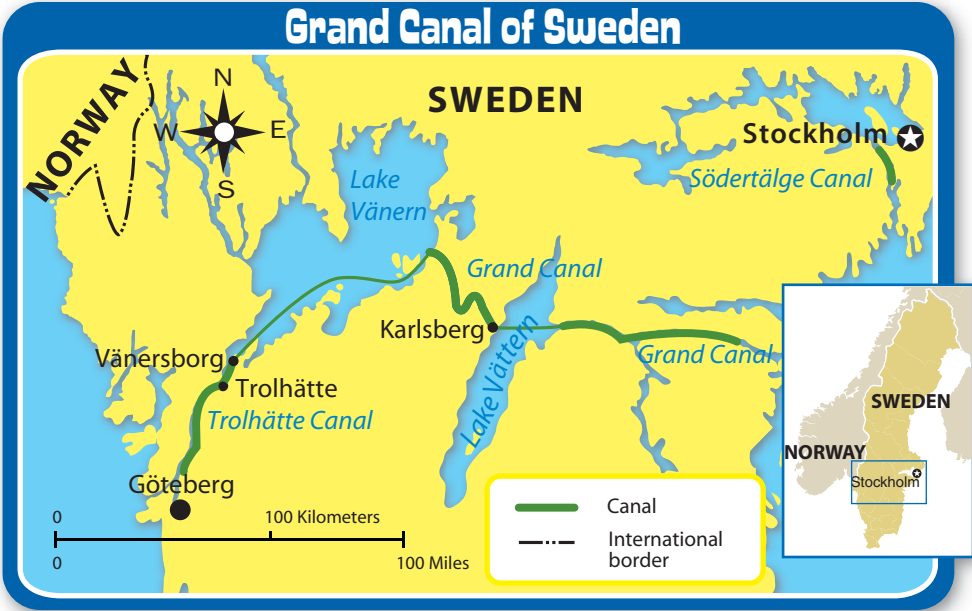 Grand Canal of Sweden
NORWAY
N
W
E
S
SWEDEN
Stockholm
Södertälge Canal
Lake
Vänern
Grand Canal
Karlsberg
Lake Vättern
Grand Canal
Vänersborg
Trolhätte
Trolhätte Canal
Göteberg
0
100 Kilometers
0
100 Miles
Canal
International
border
SWEDEN
NORWAY
Stockholm